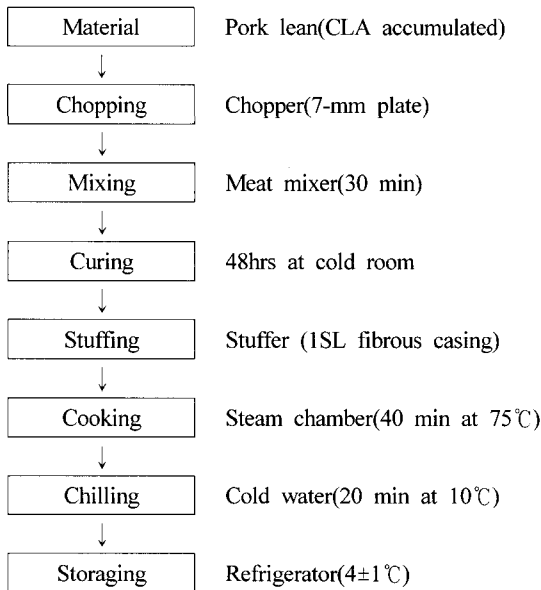 Material Pork lean(CLA accumulated)
Chopping Chopper(7-mm plate)
Mixing Meat mixer(30 min)
Curing 48hrs at cold room
Stuffing Stuffer (1SL fibrous casing)
Cooking Steam chamber(40 min at 75℃)
Chilling Cold water(20 min at 10℃)
Storaging Refrigerator(4±1℃)